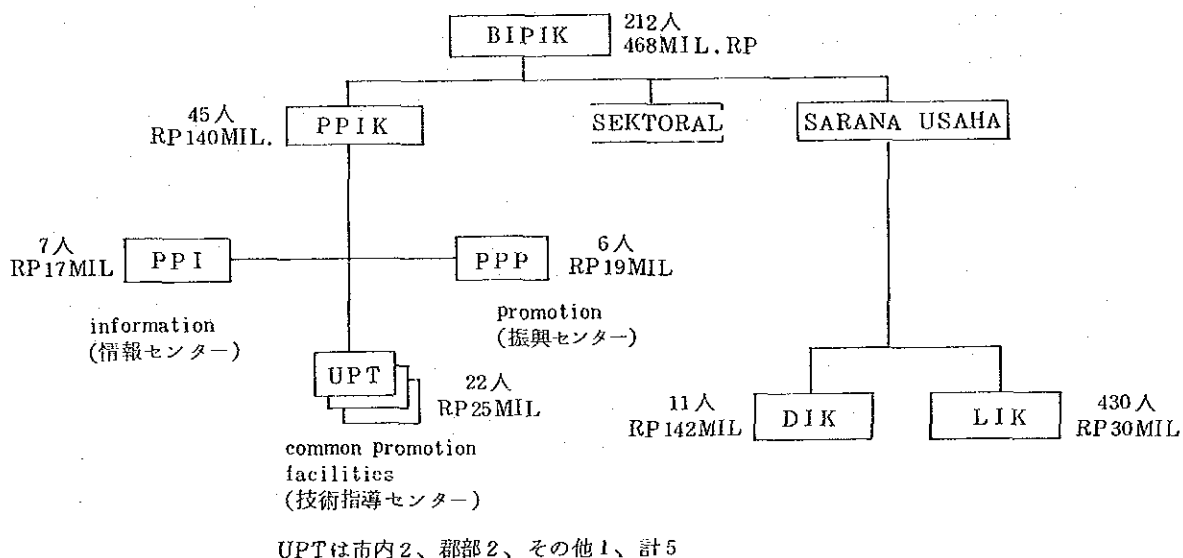 BIPIK
212人
468MIL.RP
45人
RP140MIL.
PPIK
SEKTORAL
SARANA USAHA
7人
RP17MIL
PPI
PPP
6人
RP19MIL
information
(情報センター)
promotion
(振興センター)
UPT
22人
RP25MIL
common promotion
facilities
(技術指導センター)
11人
RP142MIL
DIK
LIK
430人
RP30MIL
UPTは市内2、郡部2、その他1、計5